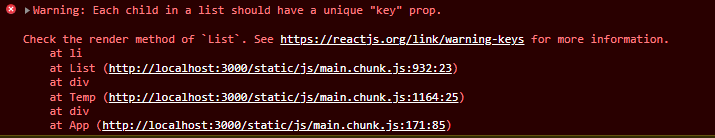 Warning: Each child in a list should have a unique "key" prop.
Check the render method of `List`. See https://reactjs.org/link/warning-keys for more information.
at li
at List (http://localhost:3000/static/js/main.chunk.js:932:23)
at div
at Temp (http://localhost:3000/static/js/main.chunk.js:1164:25)
at div
at App (http://localhost:3000/static/js/main.chunk.js:171:85)